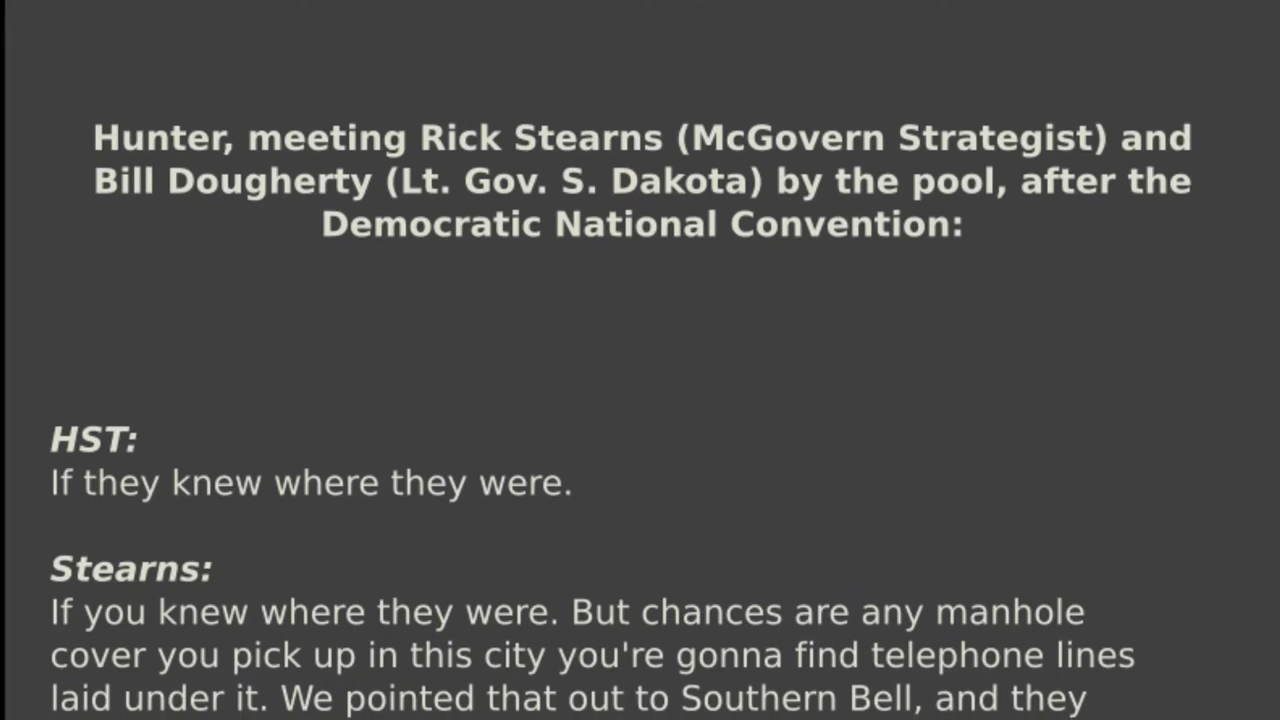 Hunter, meeting Rick Stearns (McGovern Strategist) and
Bill Dougherty (Lt. Gov. S. Dakota) by the pool, after the
Democratic National Convention:
HST:
If they knew where they were.
Stearns:
If you knew where they were. But chances are any manhole
cover you pick up in this city you're gonna find telephone lines
laid under it. We pointed that out to Southern Bell, and they